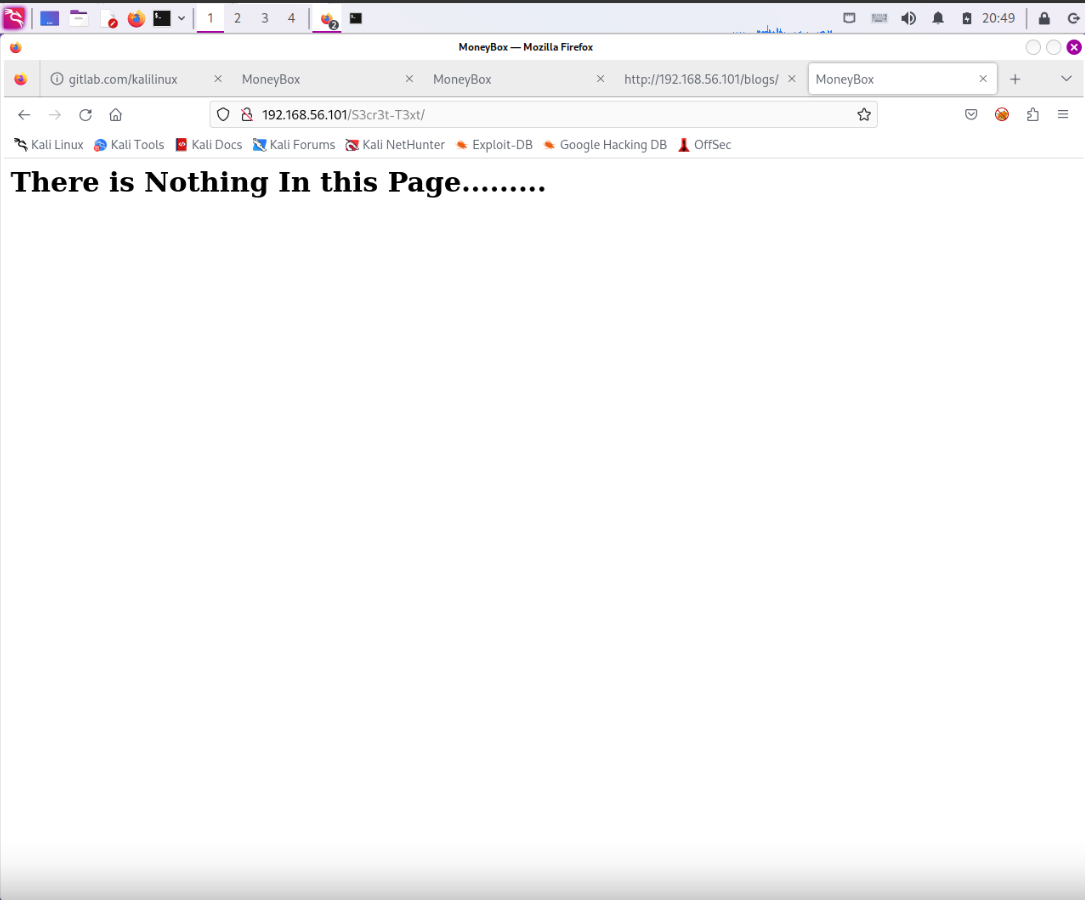 1 2 3 4 2 20:49
MoneyBox — Mozilla Firefox
gitlab.com/kalilinux MoneyBox MoneyBox http://192.168.56.101/blogs/ MoneyBox
192.168.56.101/S3cr3t-T3xt/
Kali Linux Kali Tools Kali Docs Kali Forums Kali NetHunter Exploit-DB Google Hacking DB OffSec
There is Nothing In this Page.........